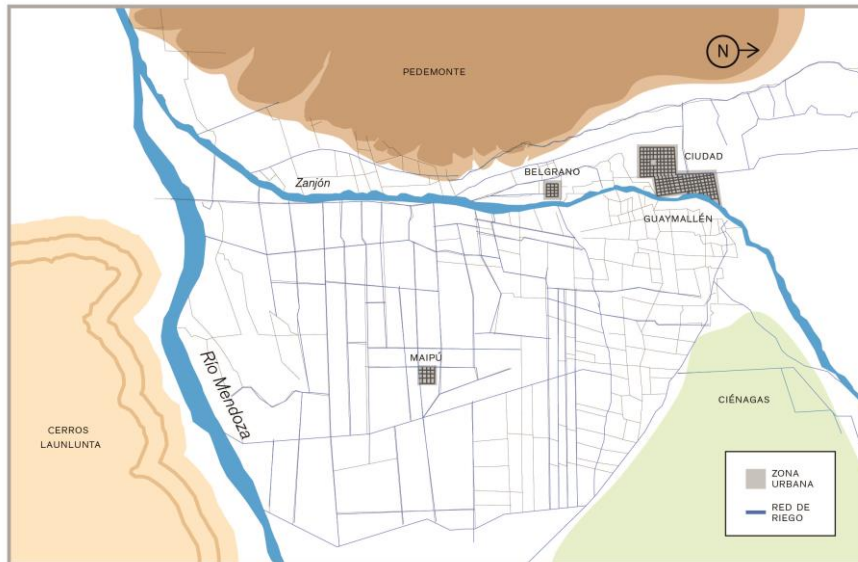 PEDEMONTE
N
Zanjón
BELGRANO
CIUDAD
GUAYMALLÉN
MAIPÚ
Río Mendoza
CERROS
LAUNLUNTA
CIÉNAGAS
ZONA
URBANA
RED DE
RIEGO